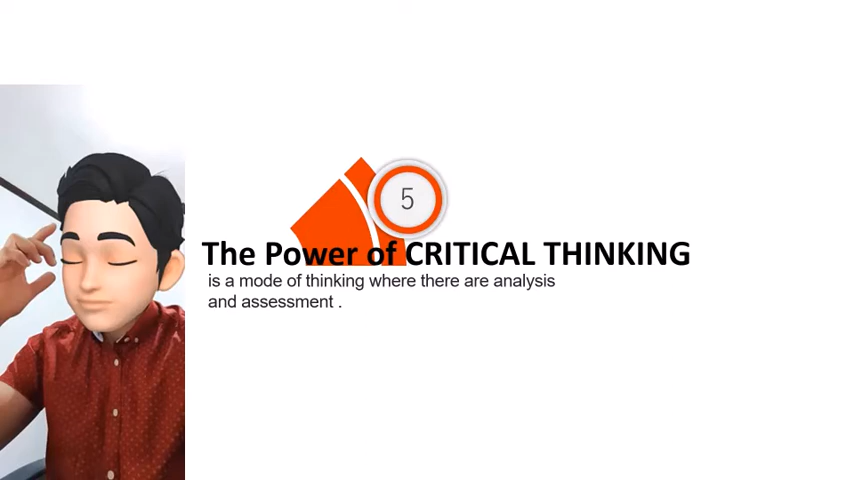 5
The Power of CRITICAL THINKING
is a mode of thinking where there are analysis
and assessment .